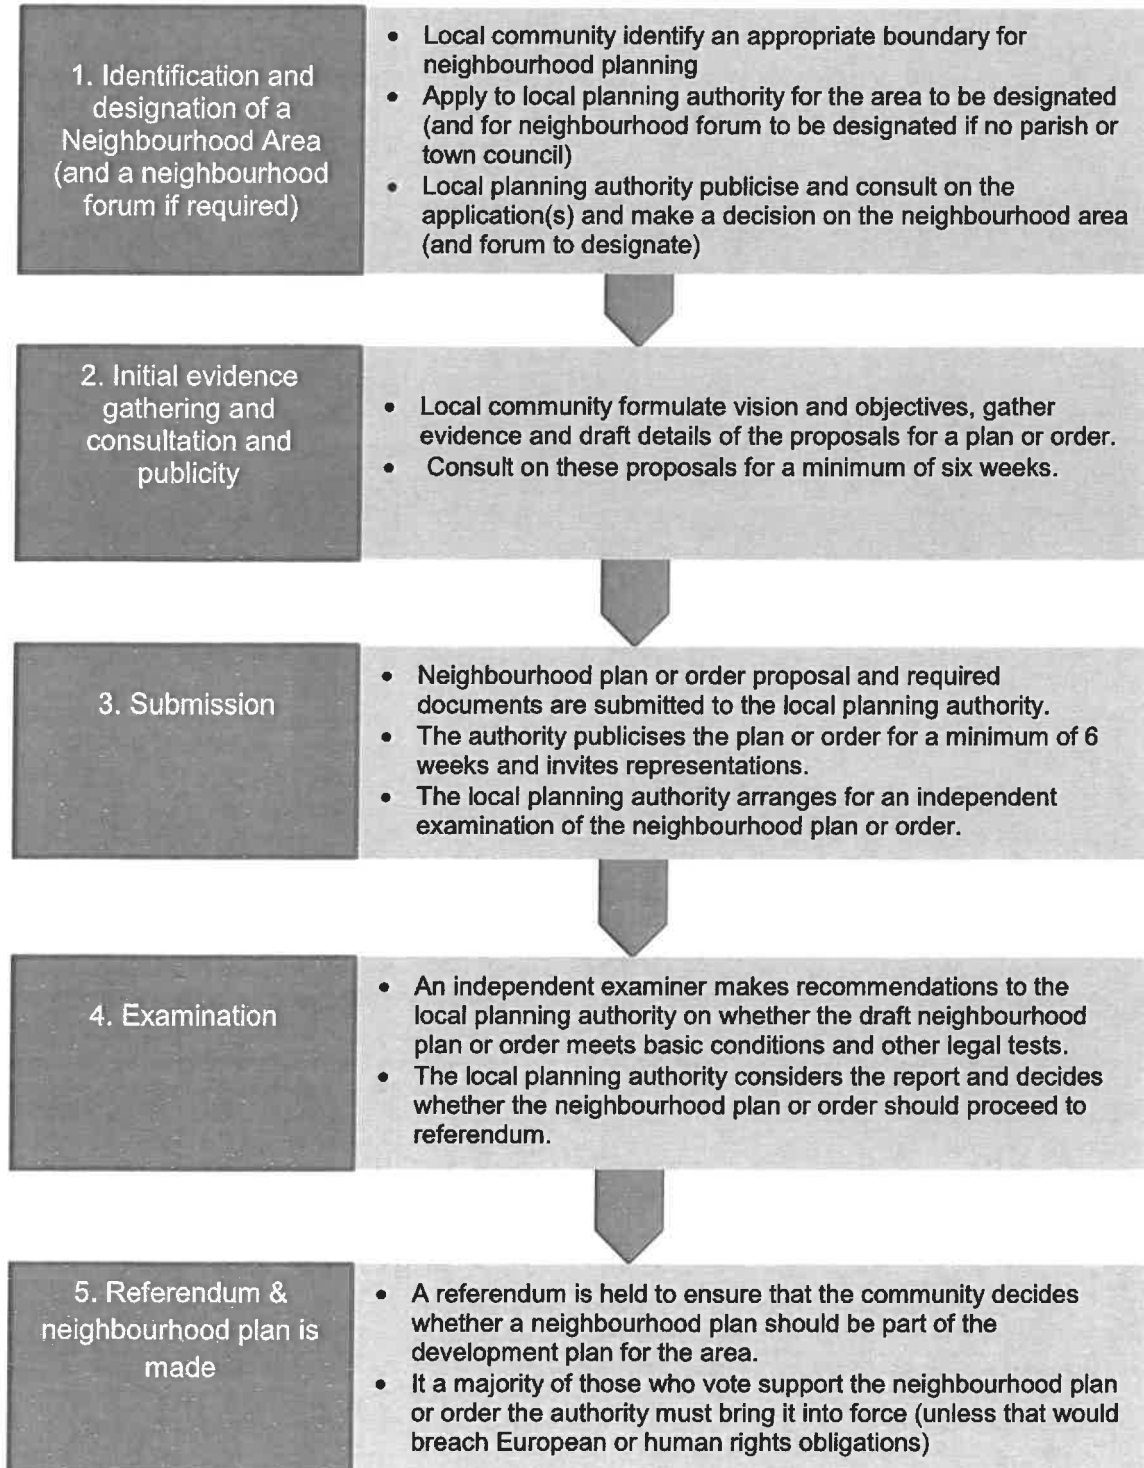 1. Identification and
designation of a
Neighbourhood Area
(and a neighbourhood
forum if required)
• Local community identify an appropriate boundary for
neighbourhood planning
• Apply to local planning authority for the area to be designated
(and for neighbourhood forum to be designated if no parish or
town council)
• Local planning authority publicise and consult on the
application(s) and make a decision on the neighbourhood area
(and forum to designate)
2. Initial evidence
gathering and
consultation and
publicity
• Local community formulate vision and objectives, gather
evidence and draft details of the proposals for a plan or order.
• Consult on these proposals for a minimum of six weeks.
3. Submission
• Neighbourhood plan or order proposal and required
documents are submitted to the local planning authority.
• The authority publicises the plan or order for a minimum of 6
weeks and invites representations.
• The local planning authority arranges for an independent
examination of the neighbourhood plan or order.
4. Examination
• An independent examiner makes recommendations to the
local planning authority on whether the draft neighbourhood
plan or order meets basic conditions and other legal tests.
• The local planning authority considers the report and decides
whether the neighbourhood plan or order should proceed to
referendum.
5. Referendum &
neighbourhood plan is
made
• A referendum is held to ensure that the community decides
whether a neighbourhood plan should be part of the
development plan for the area.
• It a majority of those who vote support the neighbourhood plan
or order the authority must bring it into force (unless that would
breach European or human rights obligations)